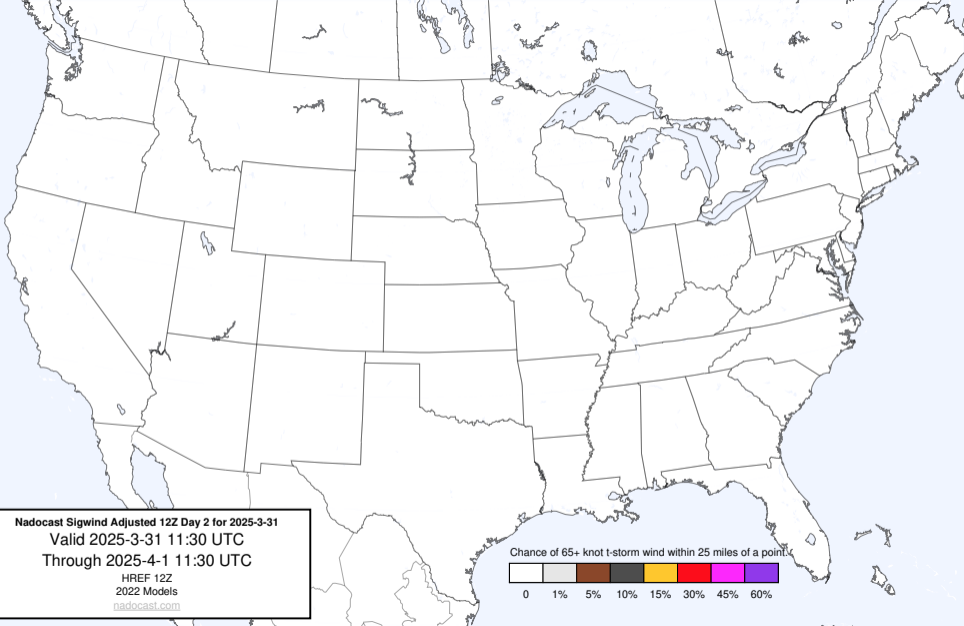 Nadocast Sigwind Adjusted 12Z Day 2 for 2025-3-31
Valid 2025-3-31 11:30 UTC
Through 2025-4-1 11:30 UTC
HREF 12Z
2022 Models
nadocast.com
Chance of 65+ knot t-storm wind within 25 miles of a point.
0 1% 5% 10% 15% 30% 45% 60%